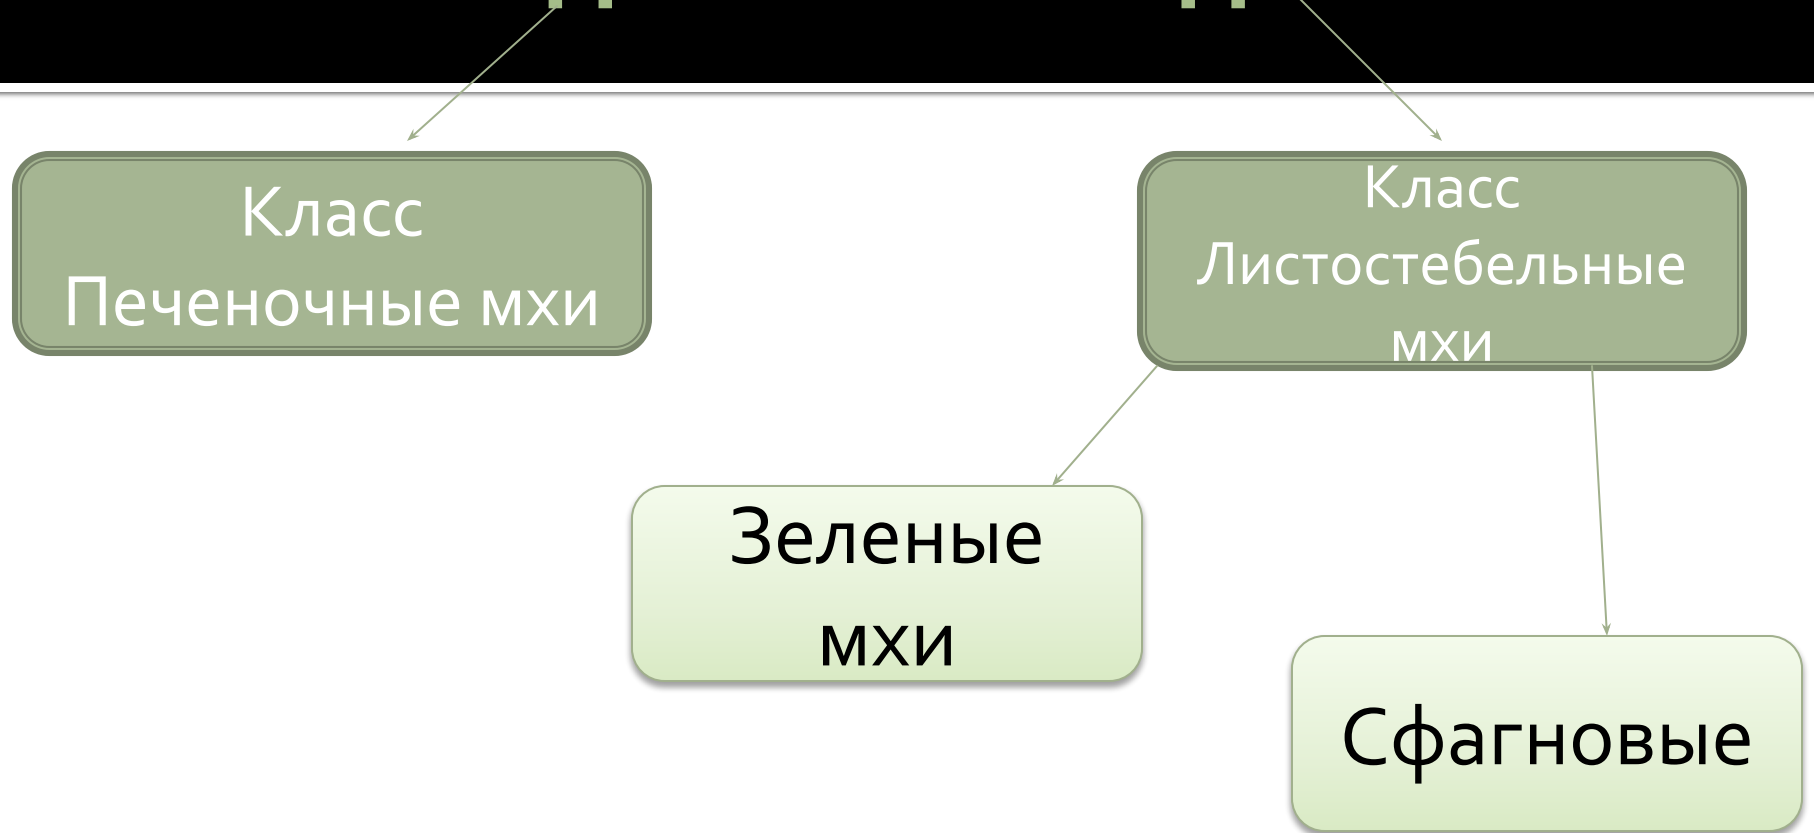 Класс
Печеночные мхи
Класс
Листостебельные
мхи
Зеленые
мхи
Сфагновые